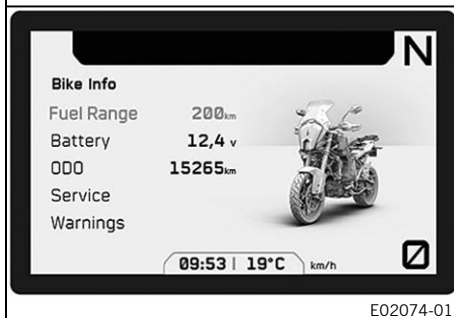 N
Bike Info
Fuel Range 200km
Battery 12,4 v
ODO 15265km
Service
Warnings
09:53 | 19°C km/h
0
E02074-01